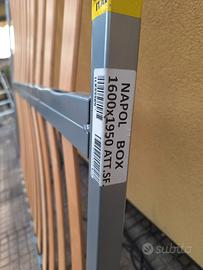 NAPOL BOX
1600x1950 ATT.SF
subito